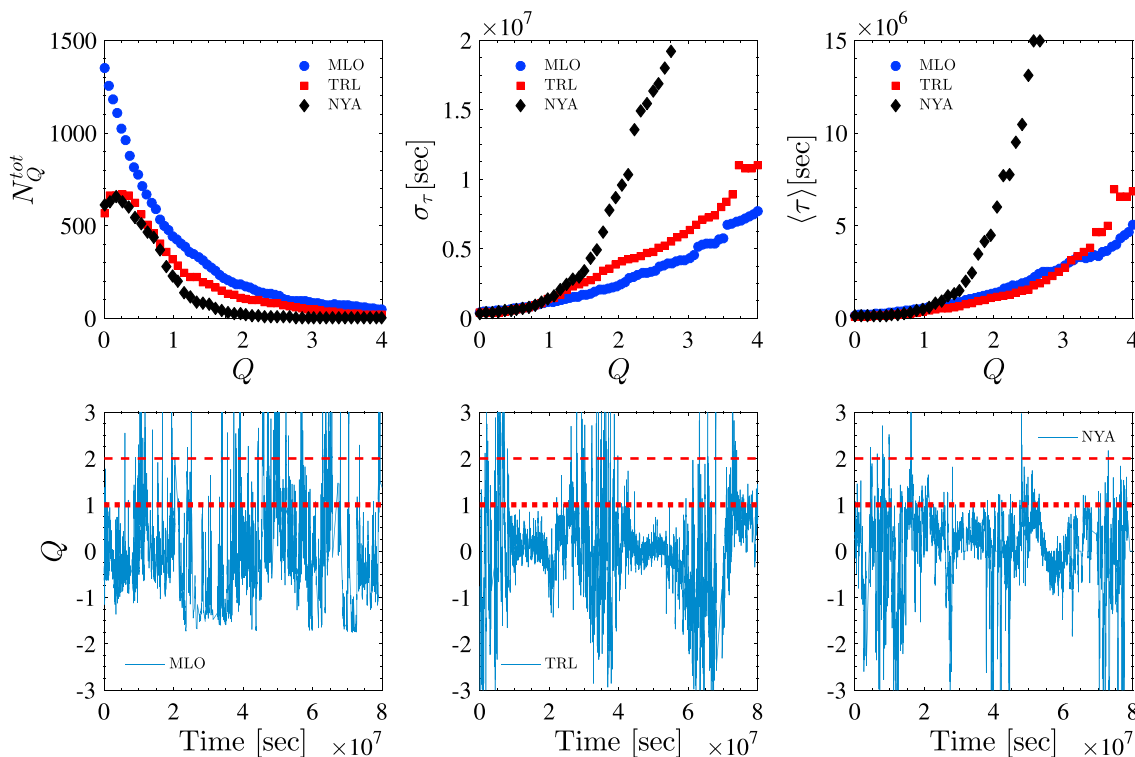 ×10^7
×10^6
1500
1000
500
0
N_Q^{tot}
MLO
TRL
NYA
0 1 2 3 4
Q
2
1.5
1
0.5
0
σ_τ [sec]
MLO
TRL
NYA
0 1 2 3 4
Q
15
10
5
0
⟨τ⟩ [sec]
MLO
TRL
NYA
0 1 2 3 4
Q
3
2
1
0
-1
-2
-3
Q
MLO
0 2 4 6 8
Time [sec] ×10^7
3
2
1
0
-1
-2
-3
TRL
0 2 4 6 8
Time [sec] ×10^7
3
2
1
0
-1
-2
-3
NYA
0 2 4 6 8
Time [sec] ×10^7